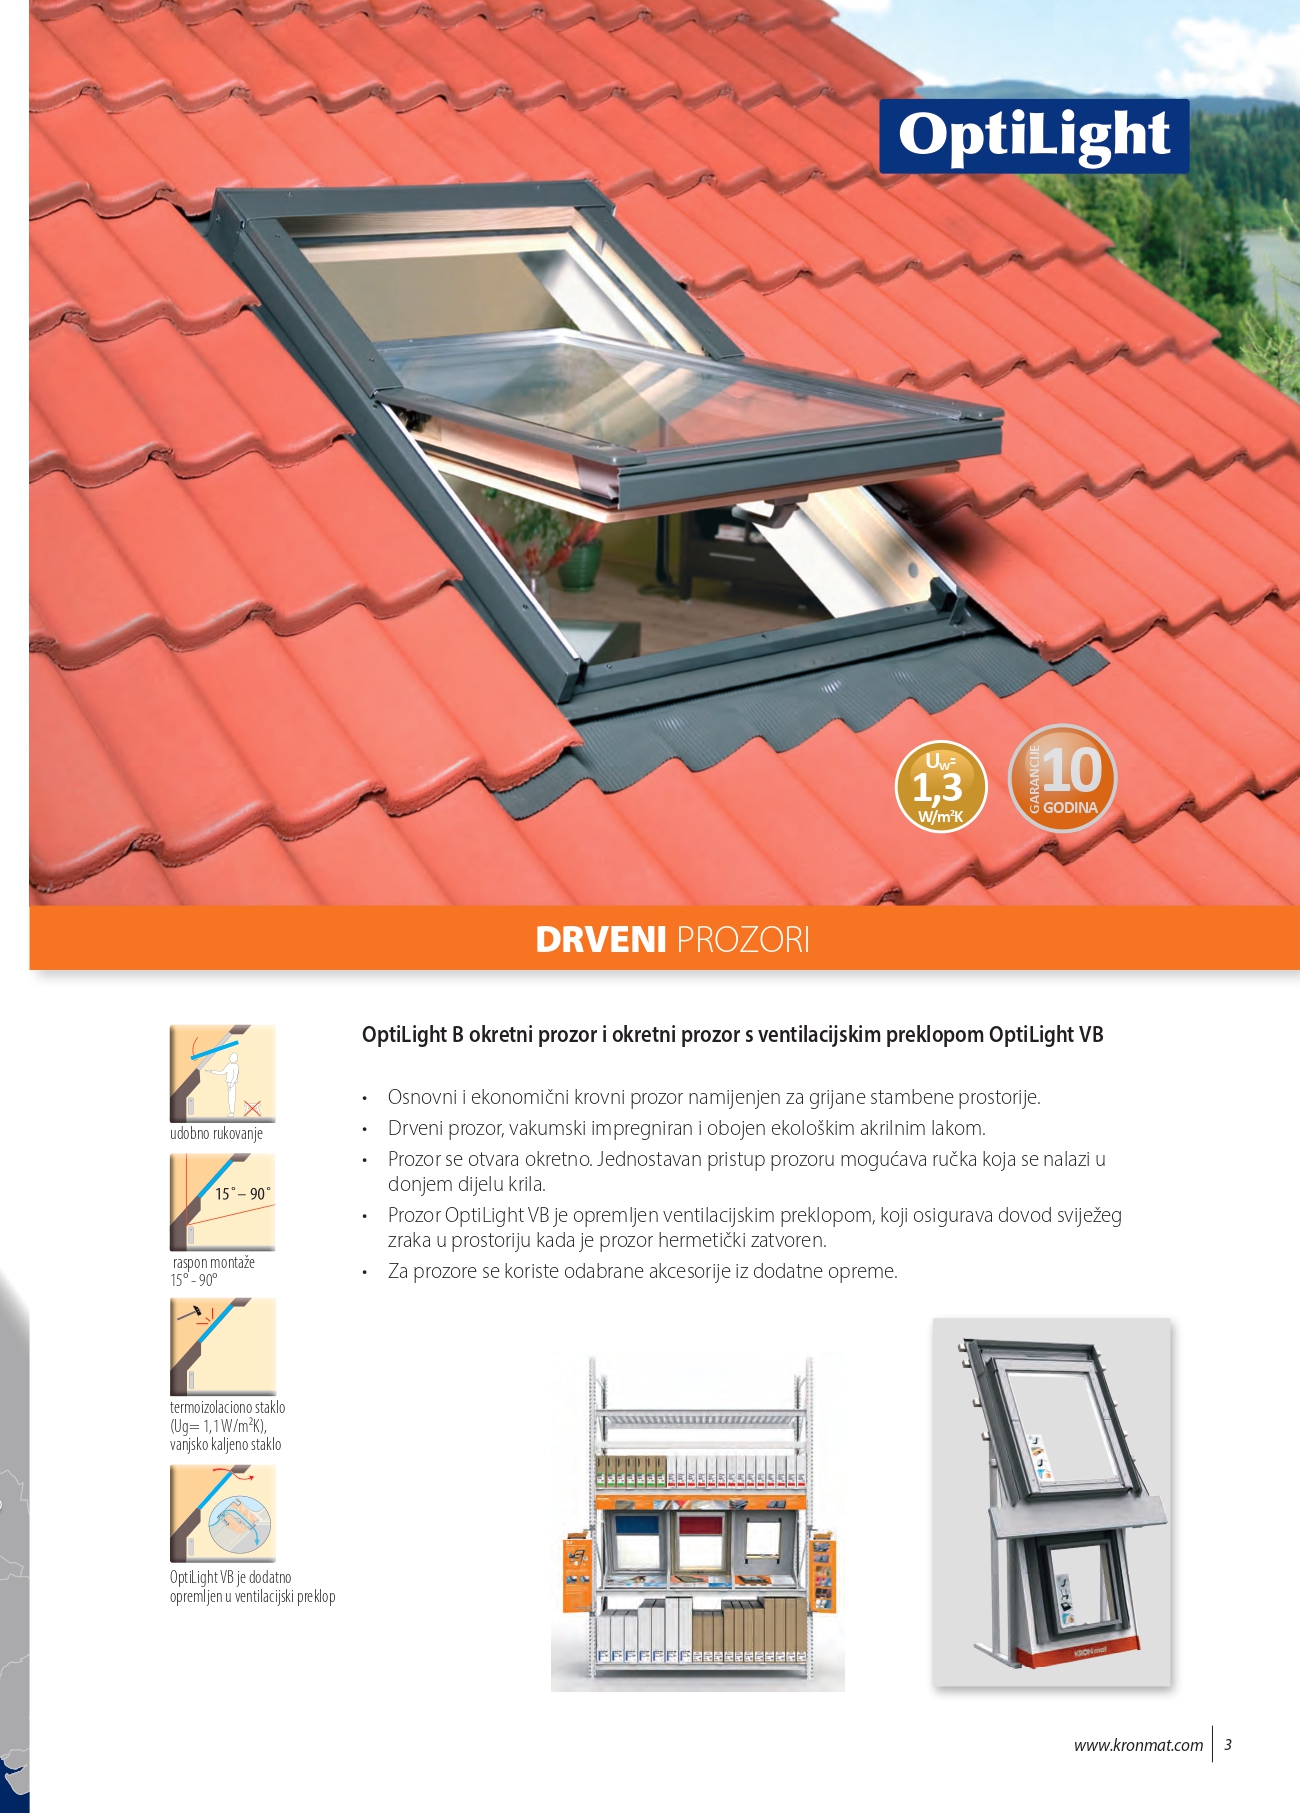 OptiLight
Uw=
1,3
W/m²K
GARANCIJE
10
GODINA
DRVENI PROZORI
OptiLight B okretni prozor i okretni prozor s ventilacijskim preklopom OptiLight VB
• Osnovni i ekonomični krovni prozor namijenjen za grijane stambene prostorije.
• Drveni prozor, vakumski impregniran i obojen ekološkim akrilnim lakom.
• Prozor se otvara okretno. Jednostavan pristup prozoru mogućava ručka koja se nalazi u
donjem dijelu krila.
• Prozor OptiLight VB je opremljen ventilacijskim preklopom, koji osigurava dovod svježeg
zraka u prostoriju kada je prozor hermetički zatvoren.
• Za prozore se koriste odabrane akcesorije iz dodatne opreme.
udobno rukovanje
15˚– 90˚
raspon montaže
15º - 90º
termoizolaciono staklo
(Ug= 1,1 W/m²K),
vanjsko kaljeno staklo
OptiLight VB je dodatno
opremljen u ventilacijski preklop
KRONmat
www.kronmat.com
3